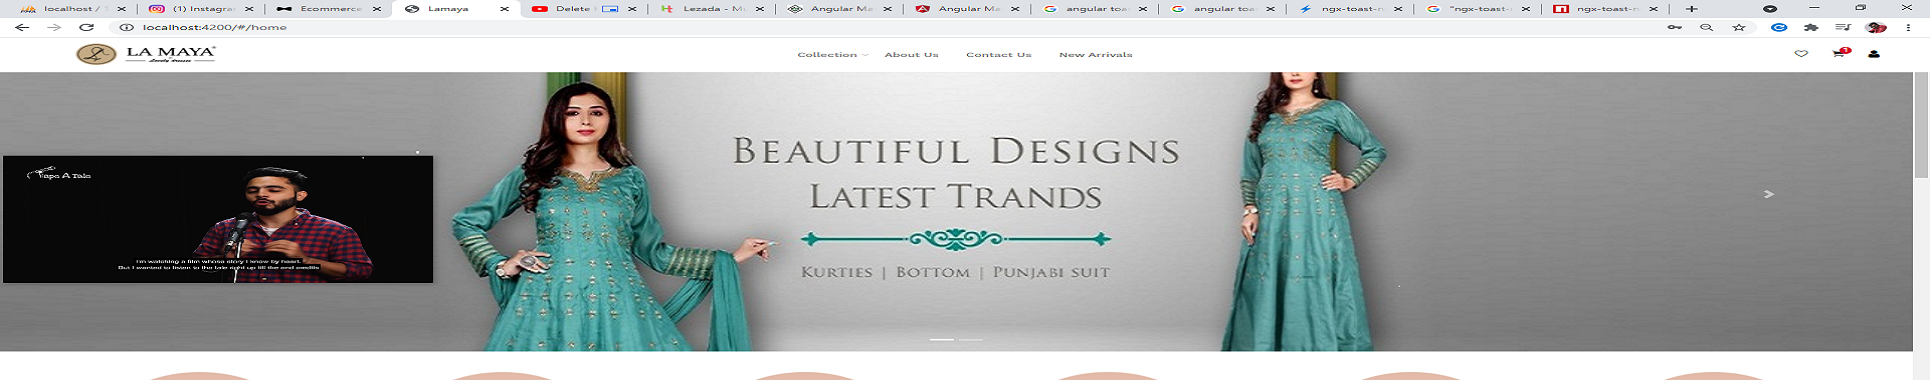 localhost /
(1) Instagra
Ecommerce
Lamaya
Delete
Lezada - Mu
Angular Ma
Angular Ma
angular toa
angular toa
ngx-toast-n
"ngx-toast-
ngx-toast-n
localhost:4200/#/home
LA MAYA
Collection
About Us
Contact Us
New Arrivals
1
BEAUTIFUL DESIGNS
LATEST TRANDS
KURTIES | BOTTOM | PUNJABI SUIT
Tape A Tale
I'm watching a film whose story I know by heart.
But I wanted to listen to the tale right up till the end credits